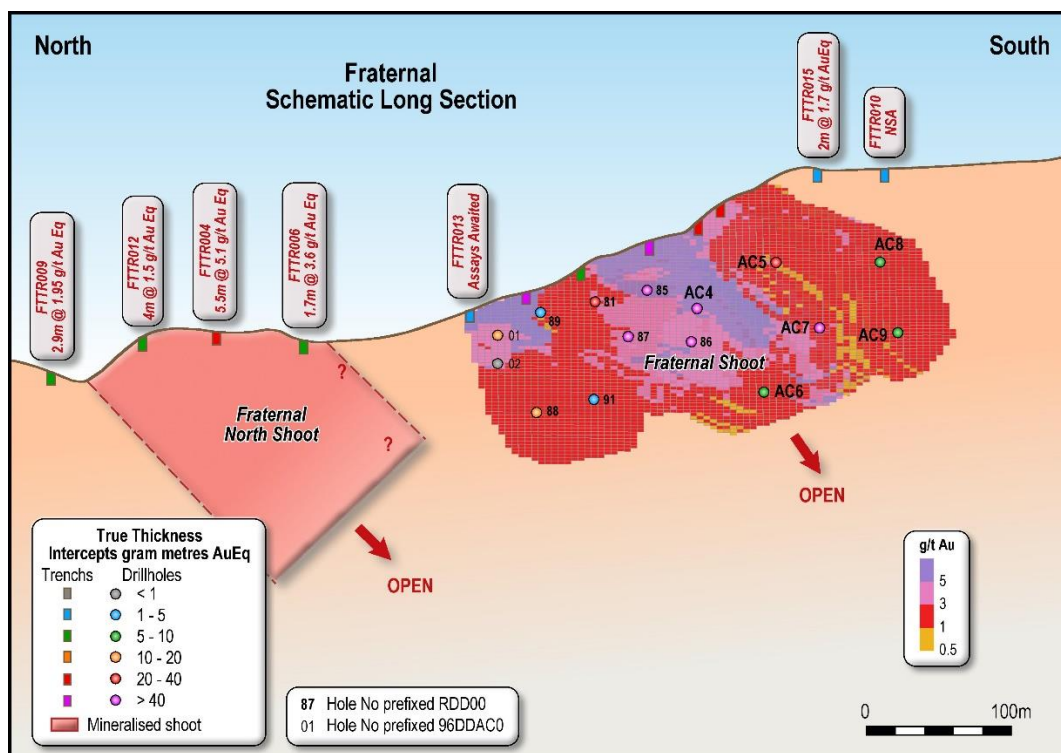 North
South
Fraternal
Schematic Long Section
FTTR009
2.9m @ 1.95 g/t Au Eq
FTTR012
4m @ 1.5 g/t Au Eq
FTTR004
5.5m @ 5.1 g/t Au Eq
FTTR006
1.7m @ 3.6 g/t Au Eq
FTTR013
Assays Awaited
FTTR015
2m @ 1.7 g/t AuEq
FTTR010
NSA
AC5
AC8
81
85
AC4
89
01
87
86
AC7
AC9
02
Fraternal Shoot
AC6
88
91
?
Fraternal
North Shoot
?
OPEN
OPEN
True Thickness
Intercepts gram metres AuEq
Trenchs Drillholes
< 1
1 - 5
5 - 10
10 - 20
20 - 40
> 40
Mineralised shoot
87 Hole No prefixed RDD00
01 Hole No prefixed 96DDAC0
g/t Au
5
3
1
0.5
0 100m